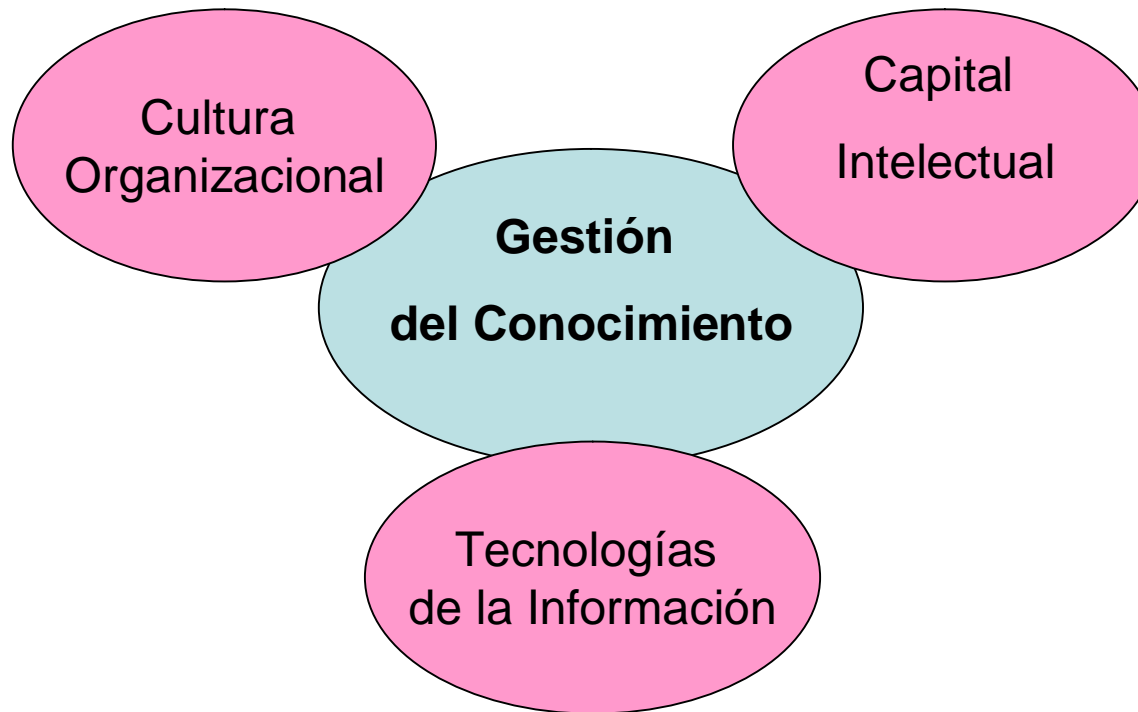 Cultura
Organizacional
Capital
Intelectual
Gestión
del Conocimiento
Tecnologías
de la Información